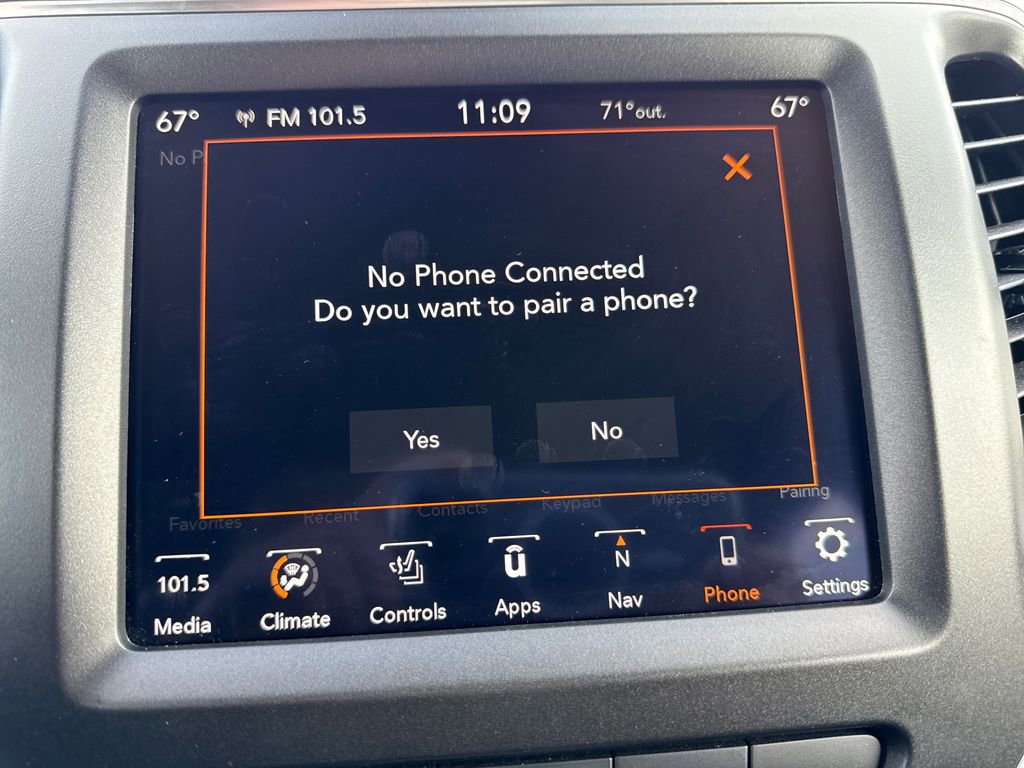 67° FM 101.5 11:09 71° out. 67°
No P
No Phone Connected
Do you want to pair a phone?
Yes No
Favorites Recent Contacts Keypad Messages Pairing
101.5 ū N
Media Climate Controls Apps Nav Phone Settings